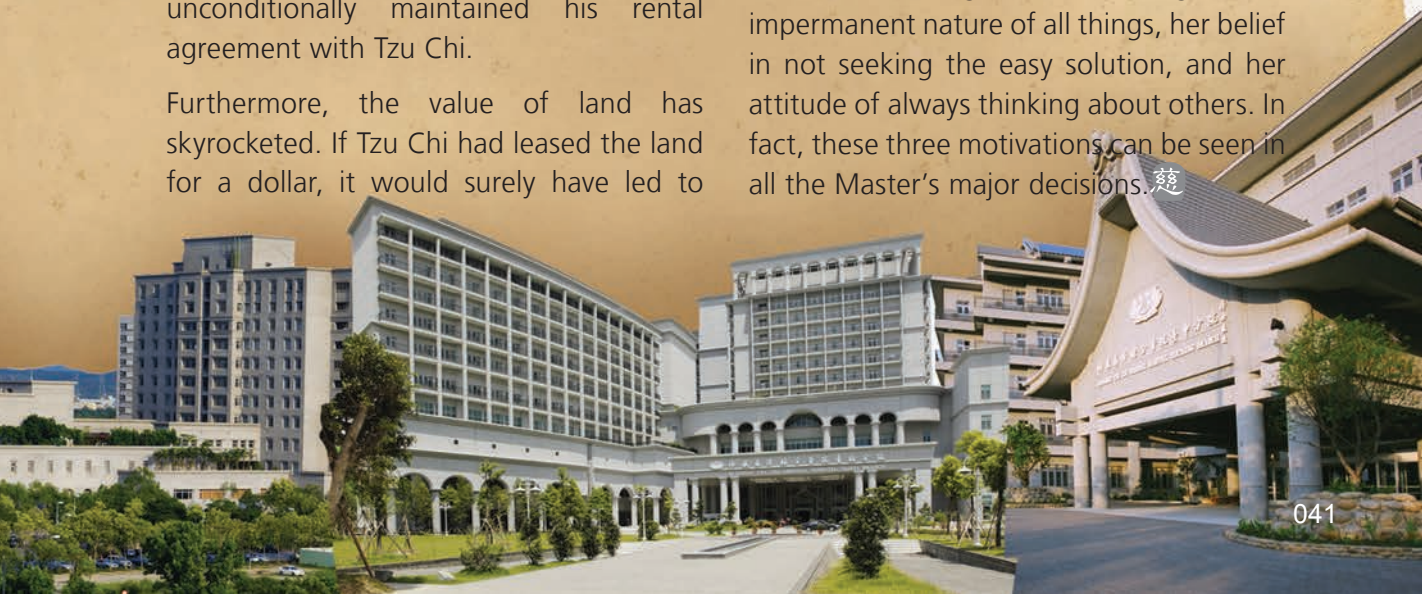 unconditionally maintained his rental
agreement with Tzu Chi.
Furthermore, the value of land has
skyrocketed. If Tzu Chi had leased the land
for a dollar, it would surely have led to
impermanent nature of all things, her belief
in not seeking the easy solution, and her
attitude of always thinking about others. In
fact, these three motivations can be seen in
all the Master’s major decisions.慈
041